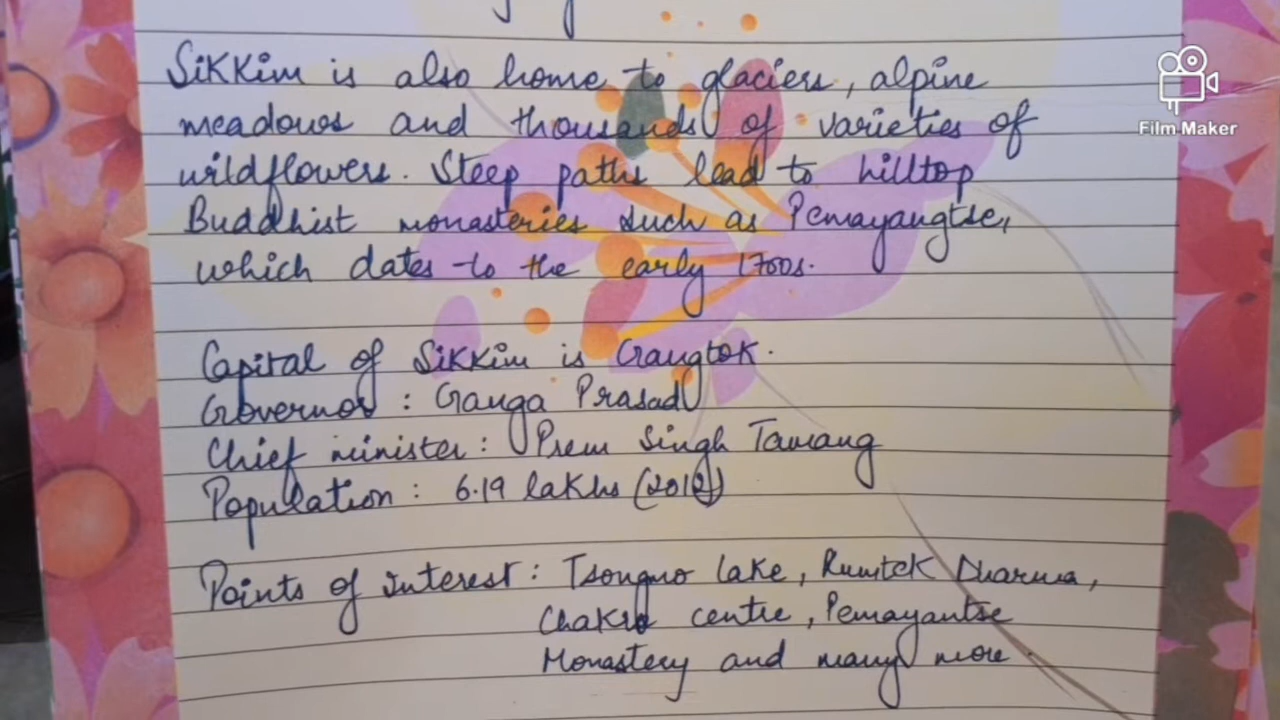 Sikkim is also home to glaciers, alpine
meadows and thousands of varieties of
wildflowers. Steep paths lead to hilltop
Buddhist monasteries such as Pemayangtse,
which dates to the early 1700s.
Capital of Sikkim is Gangtok.
Governor : Ganga Prasad
Chief minister : Prem Singh Tamang
Population : 6.19 lakhs (2012)
Points of interest : Tsongmo lake, Rumtek Dharma,
Chakra centre, Pemayantse
Monastery and many more.
Film Maker